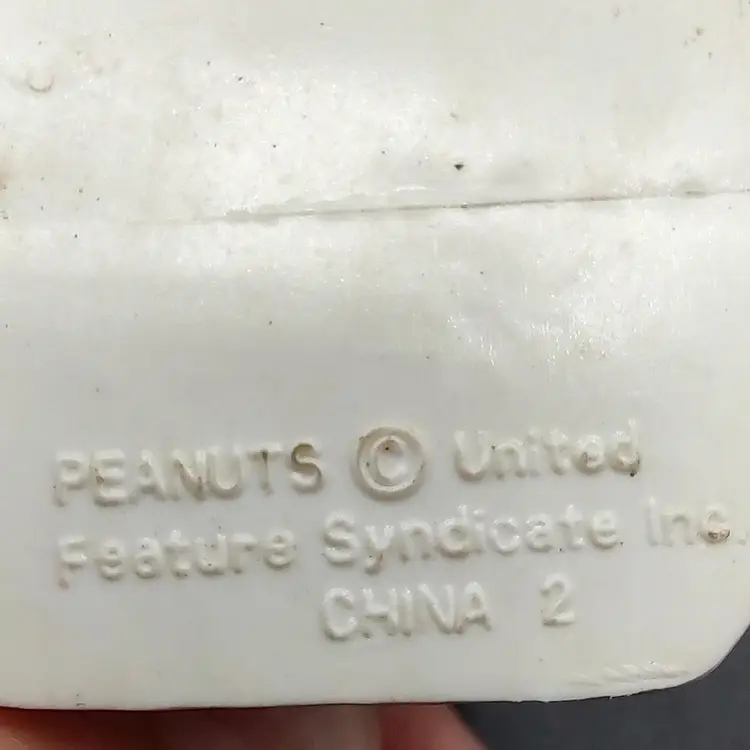 PEANUTS © United
Feature Syndicate Inc.
CHINA 2